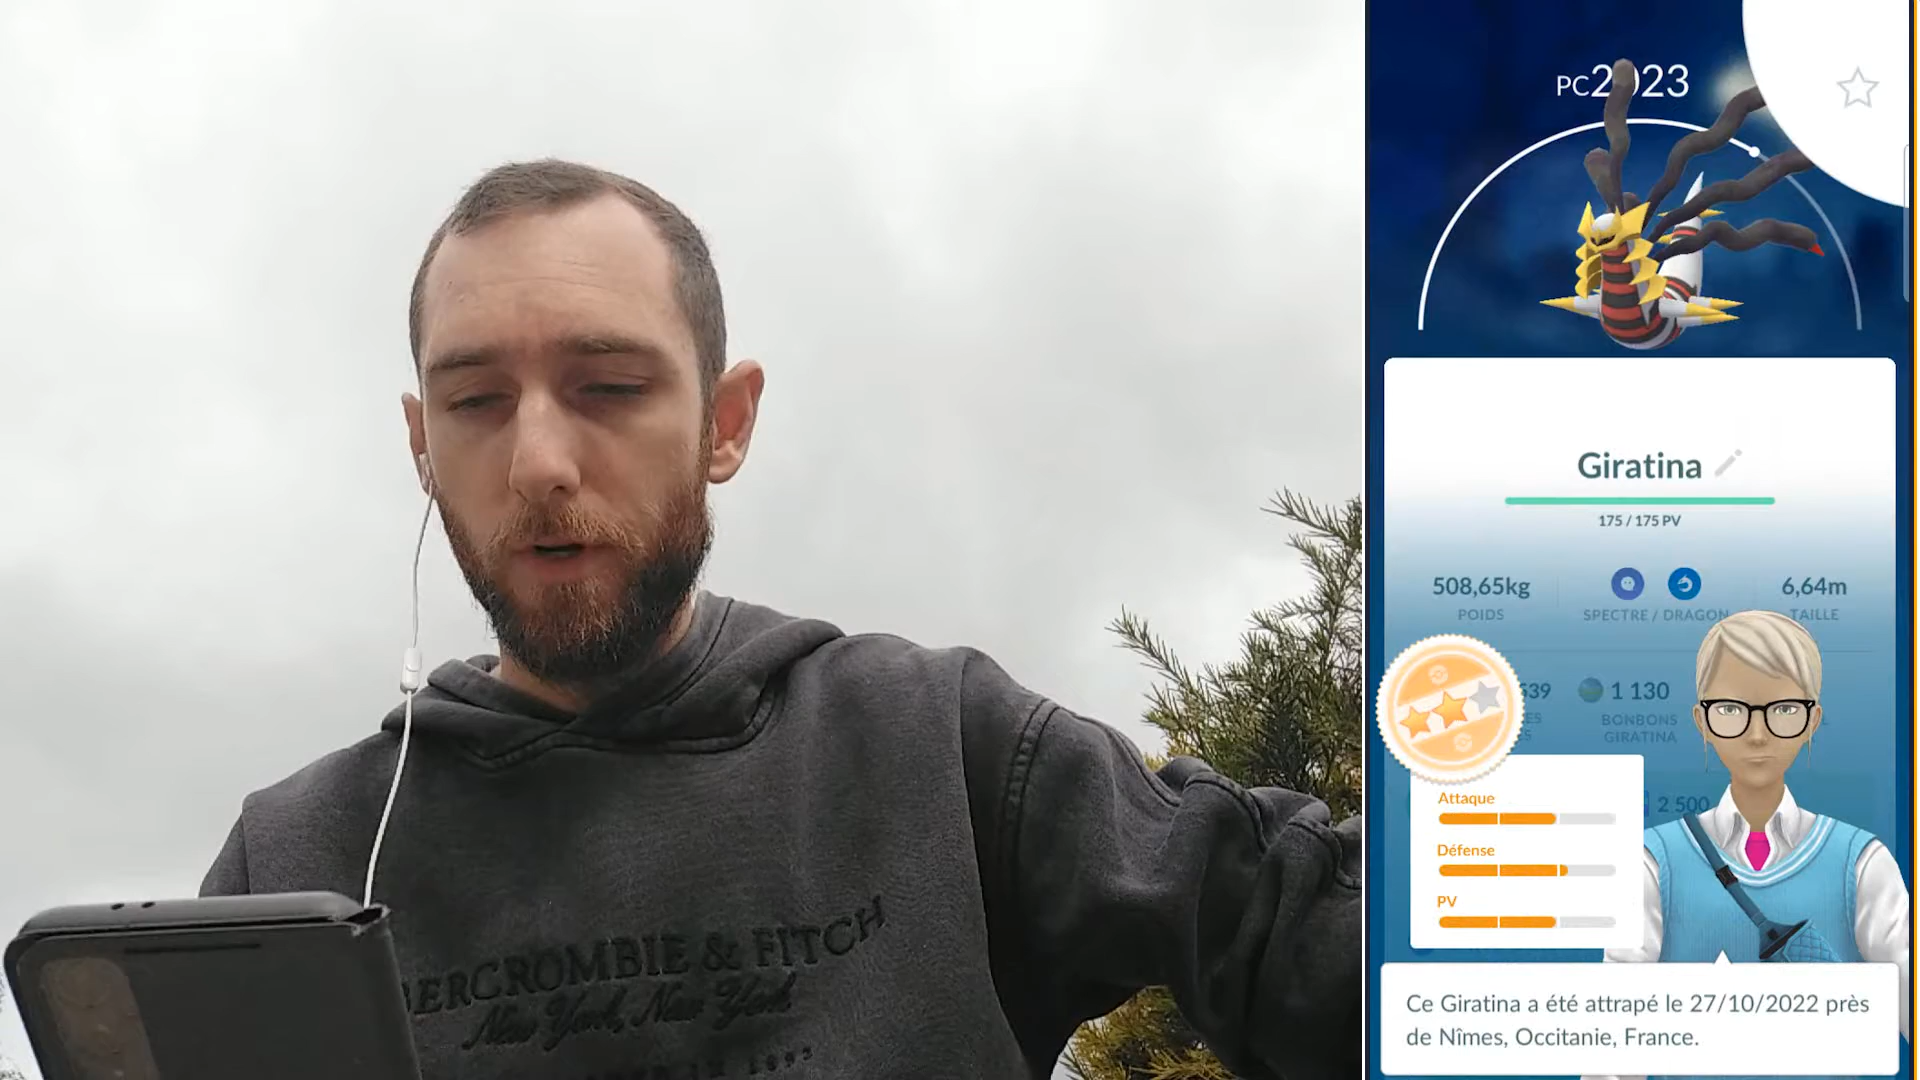 PC2023
Giratina
175 / 175 PV
508,65kg
POIDS
SPECTRE / DRAGON
6,64m
TAILLE
1 130
BONBONS
GIRATINA
2 500
Attaque
Défense
PV
Ce Giratina a été attrapé le 27/10/2022 près
de Nîmes, Occitanie, France.
ABERCROMBIE & FITCH
New York, New York